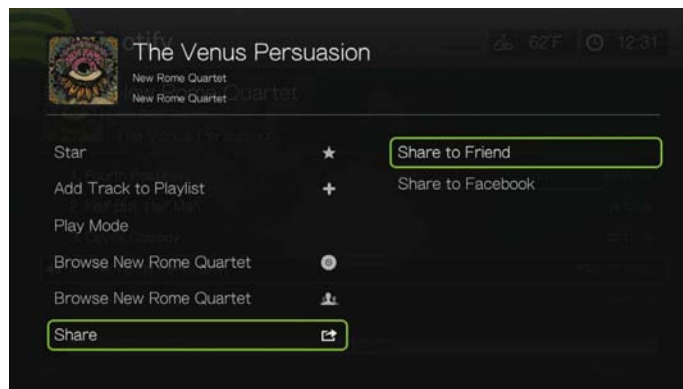 The Venus Persuasion
New Rome Quartet
New Rome Quartet
62°F
12:31
Star
Add Track to Playlist
Play Mode
Browse New Rome Quartet
Browse New Rome Quartet
Share
Share to Friend
Share to Facebook